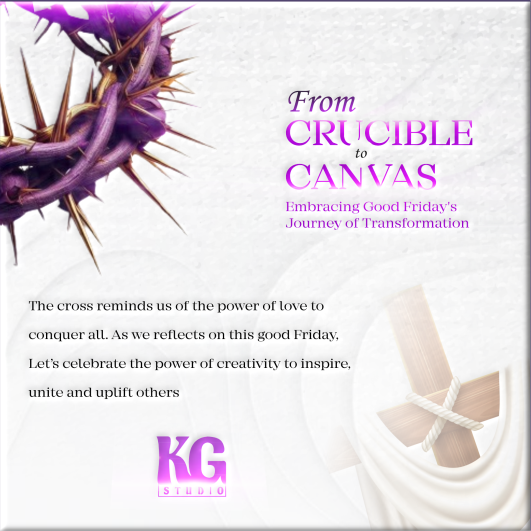 From
CRUCIBLE
to
CANVAS
Embracing Good Friday's
Journey of Transformation
The cross reminds us of the power of love to
conquer all. As we reflects on this good Friday,
Let's celebrate the power of creativity to inspire,
unite and uplift others
KG
STUDIO